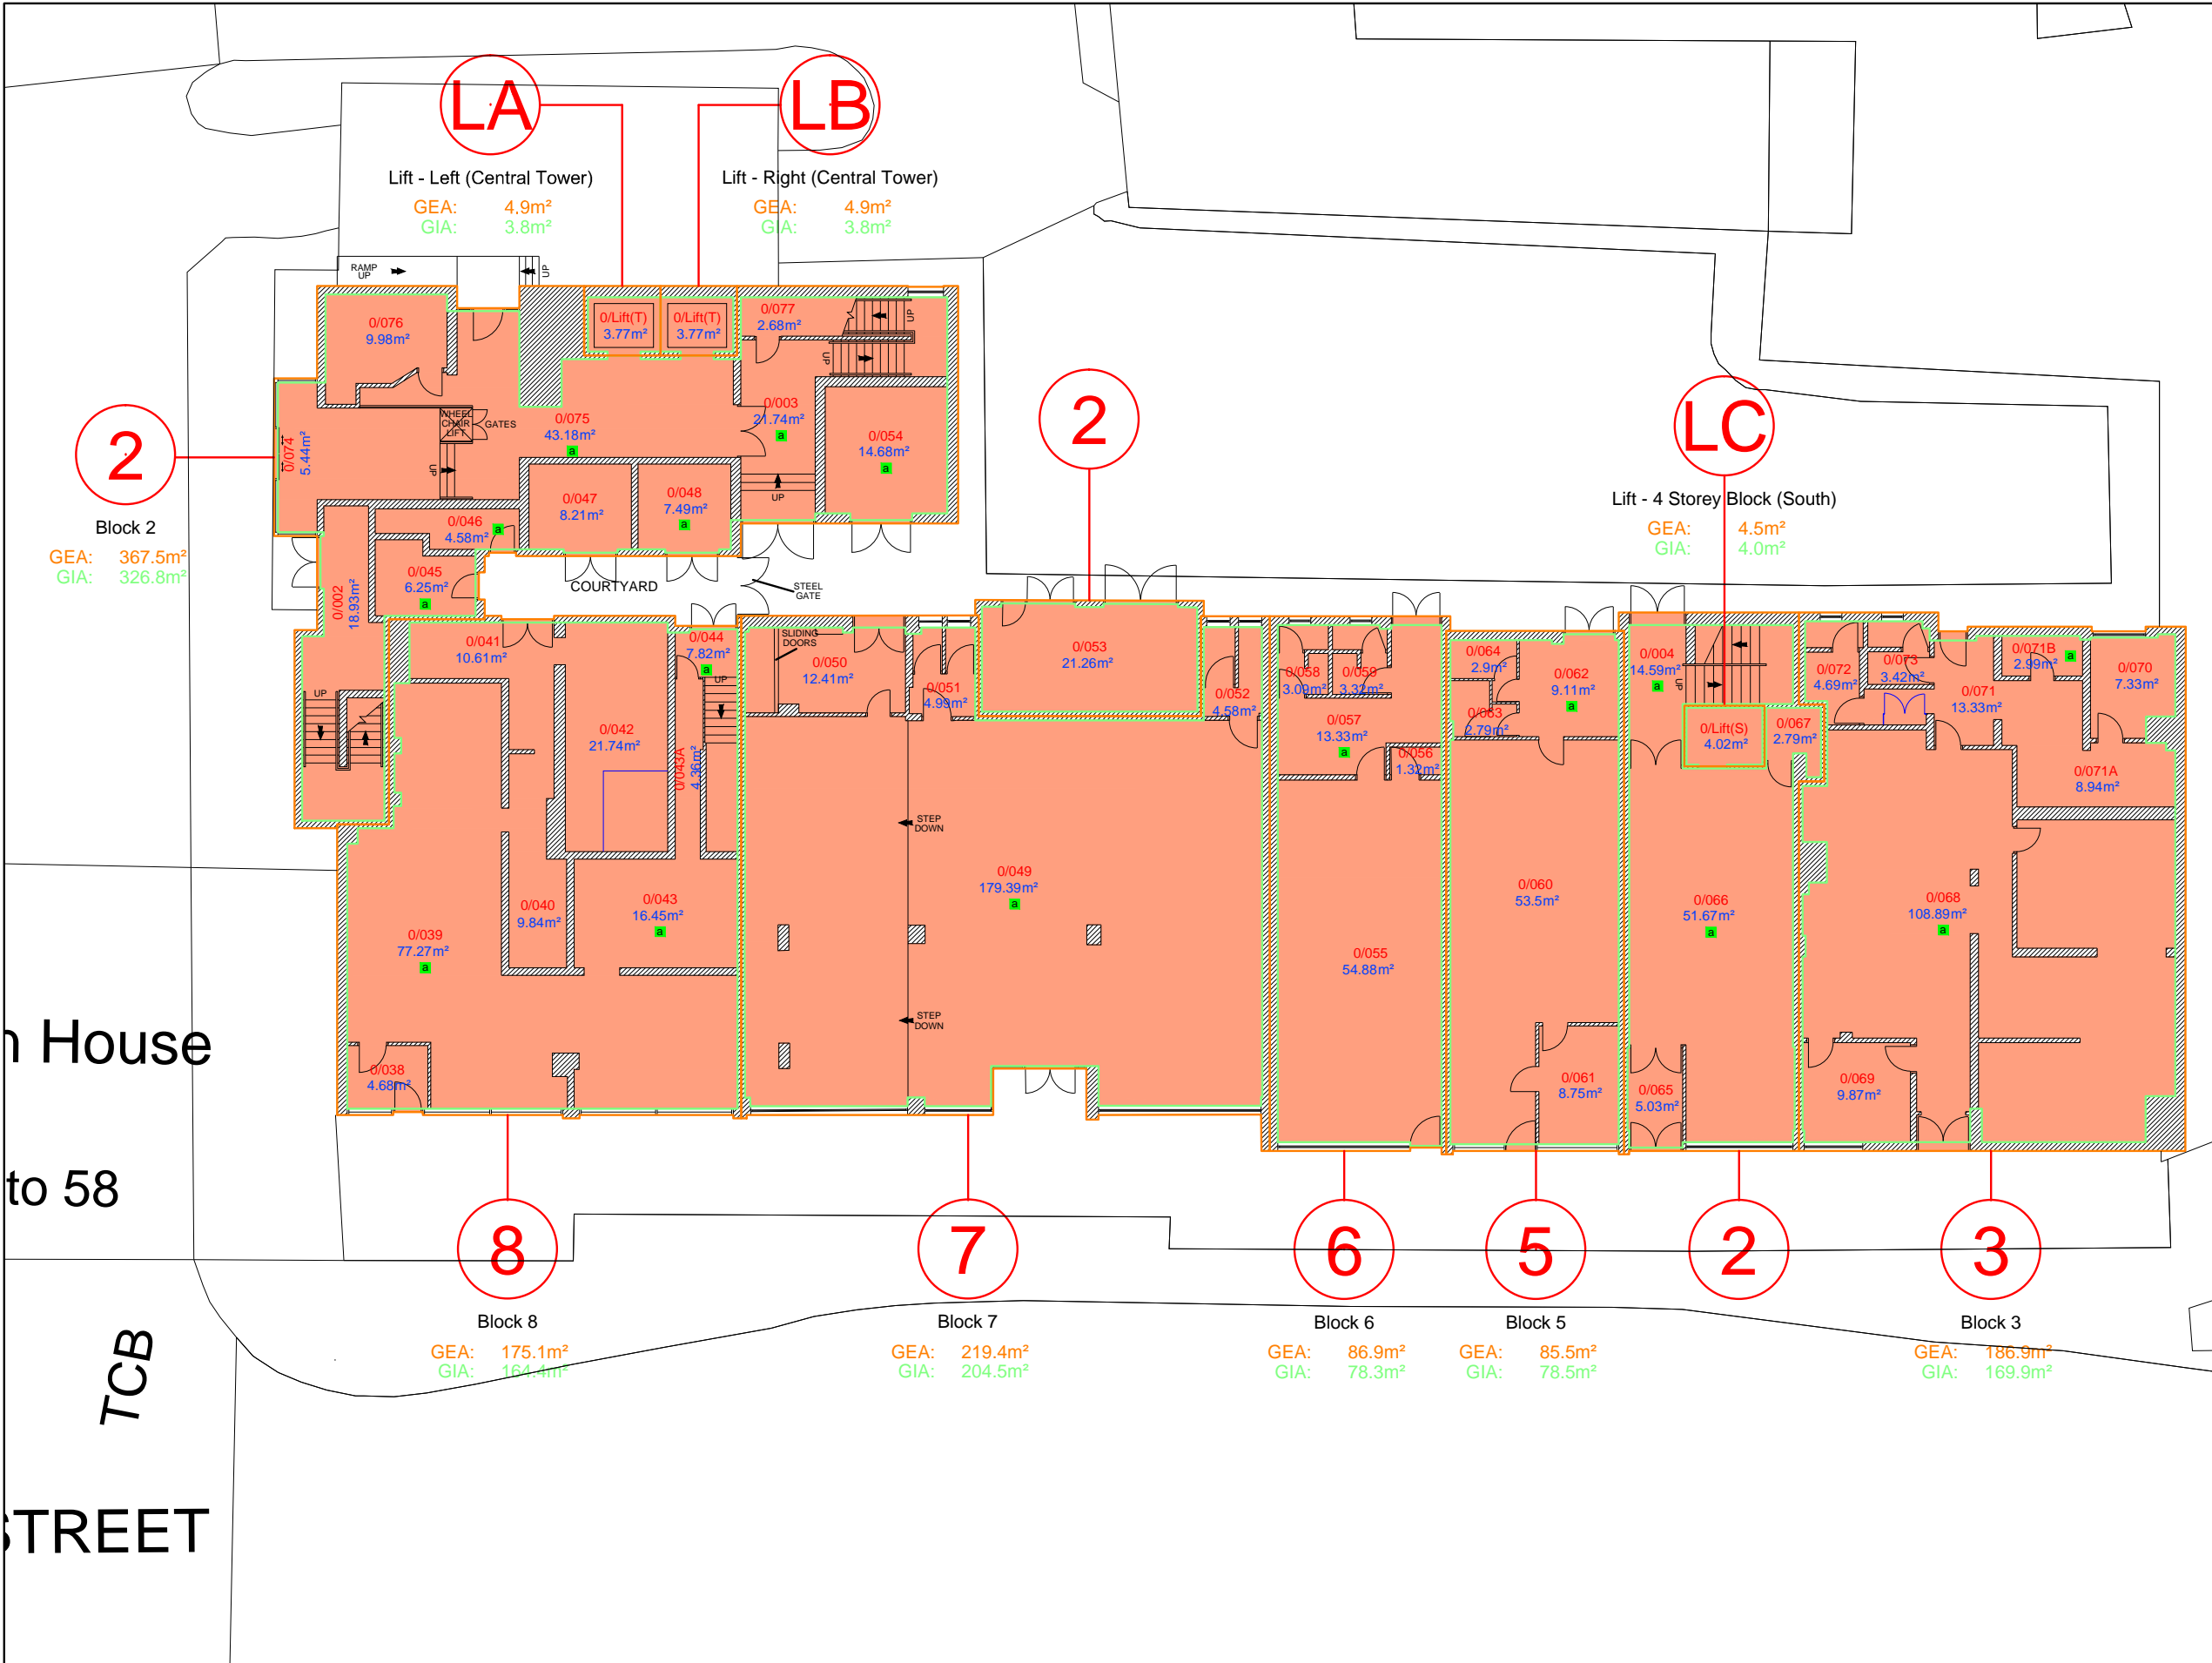 LA
LB
Lift - Left (Central Tower)
GEA: 4.9m²
GIA: 3.8m²
Lift - Right (Central Tower)
GEA: 4.9m²
GIA: 3.8m²
RAMP
UP
UP
0/076
9.98m²
0/Lift(T)
3.77m²
0/Lift(T)
3.77m²
0/077
2.68m²
UP
UP
2
Block 2
GEA: 367.5m²
GIA: 326.8m²
0/074
5.44m²
WHEEL
CHAIR
LIFT
GATES
UP
0/075
43.18m²
a
0/003
21.74m²
a
0/054
14.68m²
a
UP
0/047
8.21m²
0/048
7.49m²
a
0/046
4.58m²
a
0/045
6.25m²
a
0/002
18.93m²
UP
COURTYARD
STEEL
GATE
2
LC
Lift - 4 Storey Block (South)
GEA: 4.5m²
GIA: 4.0m²
0/041
10.61m²
0/044
7.82m²
a
UP
0/042
21.74m²
0/043A
4.36m²
SLIDING
DOORS
0/050
12.41m²
0/051
4.99m²
0/053
21.26m²
0/052
4.58m²
0/058
3.09m²
0/059
3.32m²
0/057
13.33m²
a
0/056
1.32m²
0/064
2.9m²
0/063
2.79m²
0/062
9.11m²
a
0/004
14.59m²
a
UP
0/Lift(S)
4.02m²
0/067
2.79m²
0/072
4.69m²
0/073
3.42m²
0/071
13.33m²
0/071B
2.99m²
a
0/070
7.33m²
0/071A
8.94m²
STEP
DOWN
0/049
179.39m²
a
STEP
DOWN
0/040
9.84m²
0/043
16.45m²
a
0/039
77.27m²
a
0/038
4.68m²
0/055
54.88m²
0/060
53.5m²
0/061
8.75m²
0/066
51.67m²
a
0/065
5.03m²
0/068
108.89m²
a
0/069
9.87m²
n House
to 58
TCB
STREET
8
Block 8
GEA: 175.1m²
GIA: 164.4m²
7
Block 7
GEA: 219.4m²
GIA: 204.5m²
6
Block 6
GEA: 86.9m²
GIA: 78.3m²
5
Block 5
GEA: 85.5m²
GIA: 78.5m²
2
3
Block 3
GEA: 186.9m²
GIA: 169.9m²